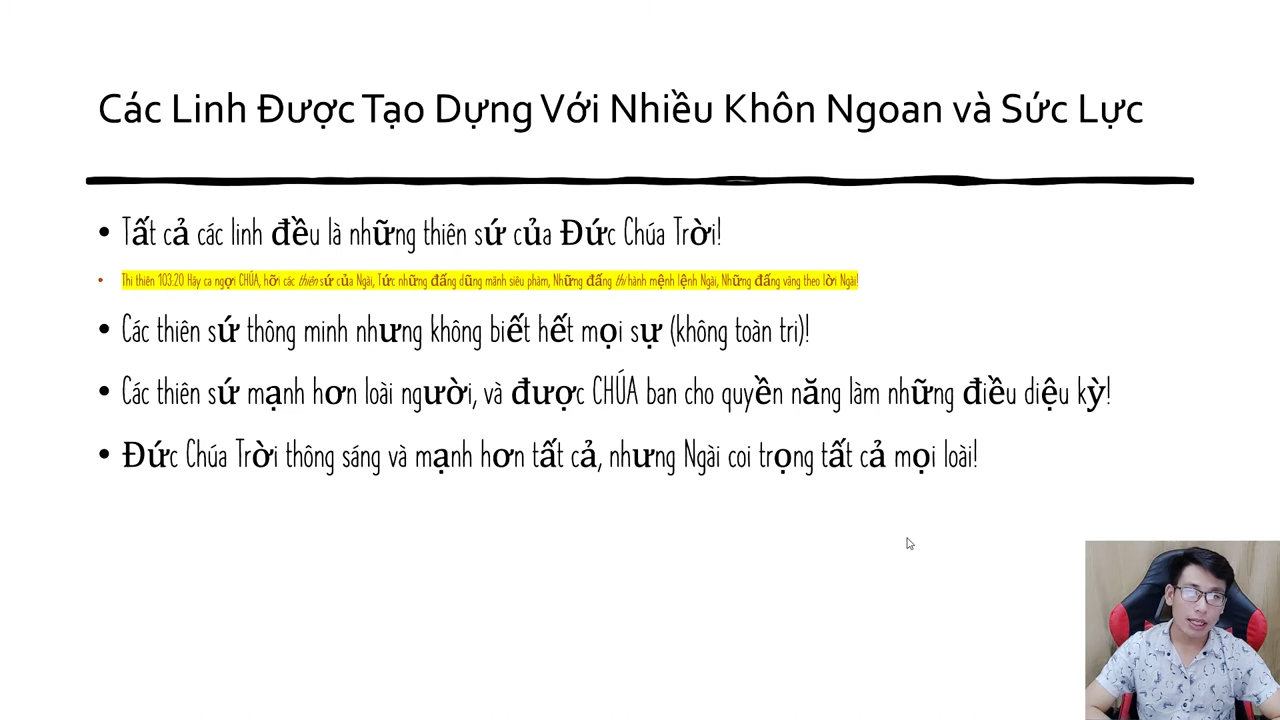 Các Linh Được Tạo Dựng Với Nhiều Khôn Ngoan và Sức Lực
• Tất cả các linh đều là những thiên sứ của Đức Chúa Trời!
• Thi thiên 103:20 Hãy ca ngợi CHÚA, hỡi các thiên sứ của Ngài, Tức những đấng dũng mãnh siêu phàm, Những đấng thi hành mệnh lệnh Ngài, Những đấng vâng theo lời Ngài!
• Các thiên sứ thông minh nhưng không biết hết mọi sự (không toàn tri)!
• Các thiên sứ mạnh hơn loài người, và được CHÚA ban cho quyền năng làm những điều diệu kỳ!
• Đức Chúa Trời thông sáng và mạnh hơn tất cả, nhưng Ngài coi trọng tất cả mọi loài!